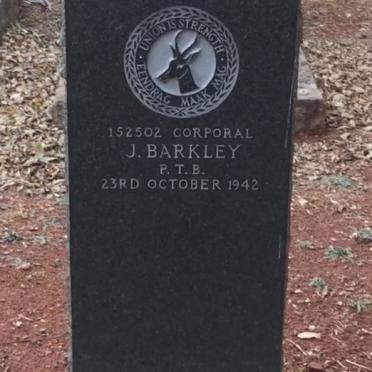 UNION IS STRENGTH
EENDRAG MAAK MAG
152502 CORPORAL
J. BARKLEY
P. T. B.
23RD OCTOBER 1942